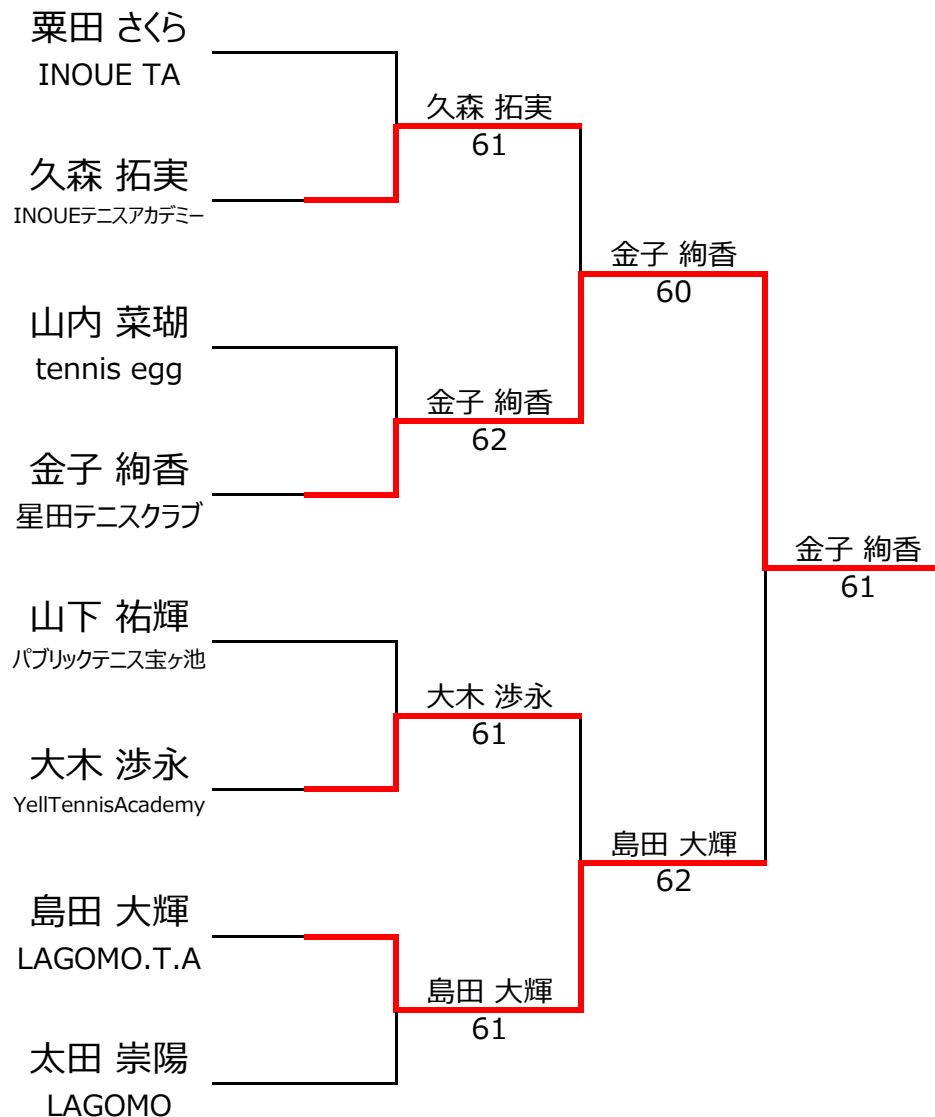 粟田 さくら
INOUE TA
久森 拓実
61
久森 拓実
INOUEテニスアカデミー
金子 絢香
60
山内 菜瑚
tennis egg
金子 絢香
62
金子 絢香
星田テニスクラブ
金子 絢香
61
山下 祐輝
パブリックテニス宝ヶ池
大木 渉永
61
大木 渉永
YellTennisAcademy
島田 大輝
62
島田 大輝
LAGOMO.T.A
島田 大輝
61
太田 崇陽
LAGOMO